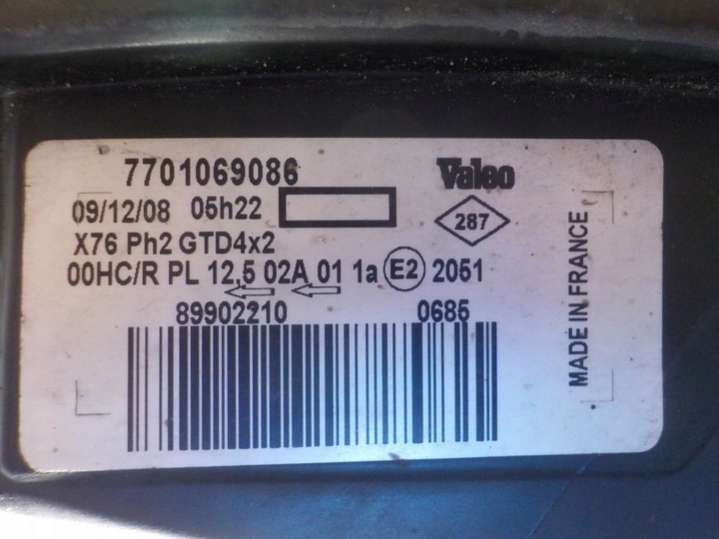 7701069086 Valeo
09/12/08 05h22 287
X76 Ph2 GTD4x2
00HC/R PL 12,5 02A 01 1a E2 2051
89902210 0685
MADE IN FRANCE